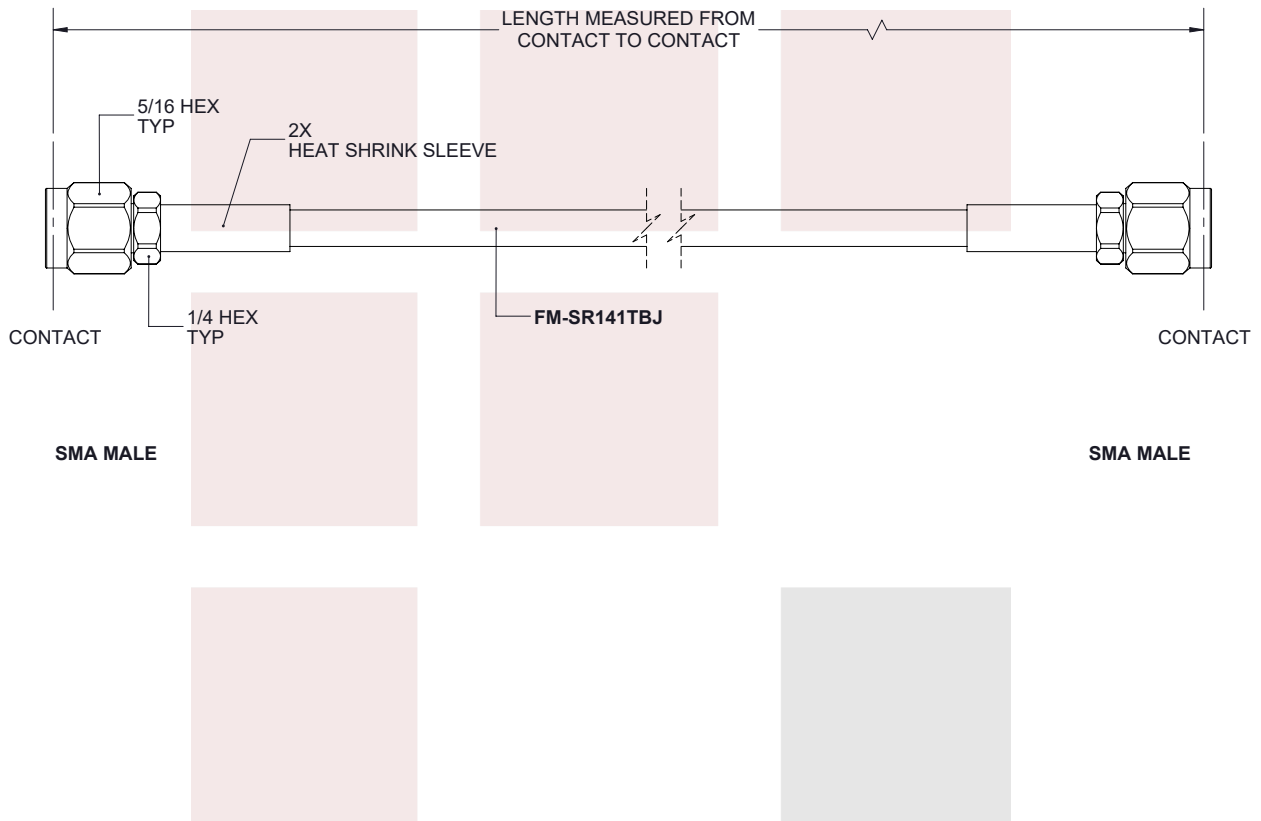 LENGTH MEASURED FROM
CONTACT TO CONTACT
5/16 HEX
TYP
2X
HEAT SHRINK SLEEVE
1/4 HEX
TYP
FM-SR141TBJ
CONTACT
CONTACT
SMA MALE
SMA MALE